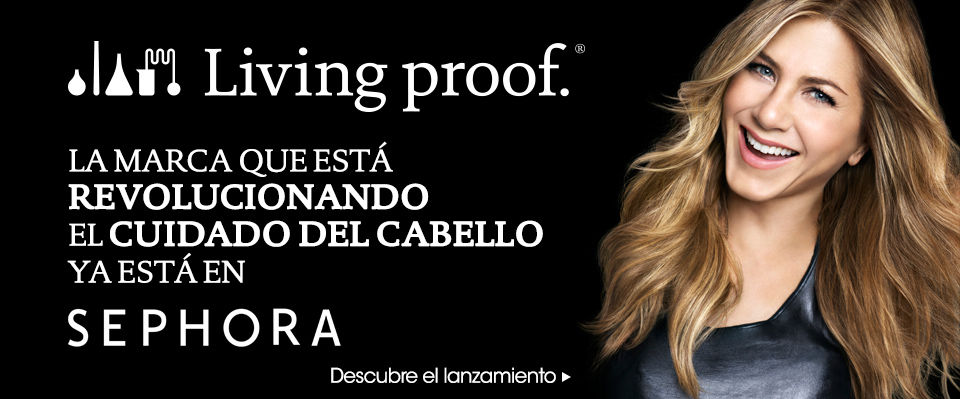 Living proof.®
LA MARCA QUE ESTÁ
REVOLUCIONANDO
EL CUIDADO DEL CABELLO
YA ESTÁ EN
SEPHORA
Descubre el lanzamiento ▸